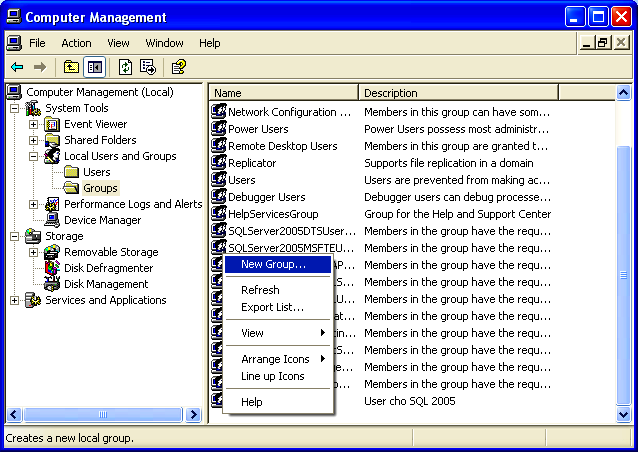 Computer Management
File Action View Window Help
Computer Management (Local)
System Tools
Event Viewer
Shared Folders
Local Users and Groups
Users
Groups
Performance Logs and Alerts
Device Manager
Storage
Removable Storage
Disk Defragmenter
Disk Management
Services and Applications
Name Description
Network Configuration ... Members in this group can have som...
Power Users Power Users possess most administr...
Remote Desktop Users Members in this group are granted t...
Replicator Supports file replication in a domain
Users Users are prevented from making ac...
Debugger Users Debugger users can debug processe...
HelpServicesGroup Group for the Help and Support Center
SQLServer2005DTSUser... Members in the group have the requ...
SQLServer2005MSFTEU... Members in the group have the requ...
AP... Members in the group have the requ...
S... Members in the group have the requ...
U... Members in the group have the requ...
at... Members in the group have the requ...
in... Members in the group have the requ...
S... Members in the group have the requ...
e... Members in the group have the requ...
o... Members in the group have the requ...
User cho SQL 2005
New Group...
Refresh
Export List...
View
Arrange Icons
Line up Icons
Help
Creates a new local group.